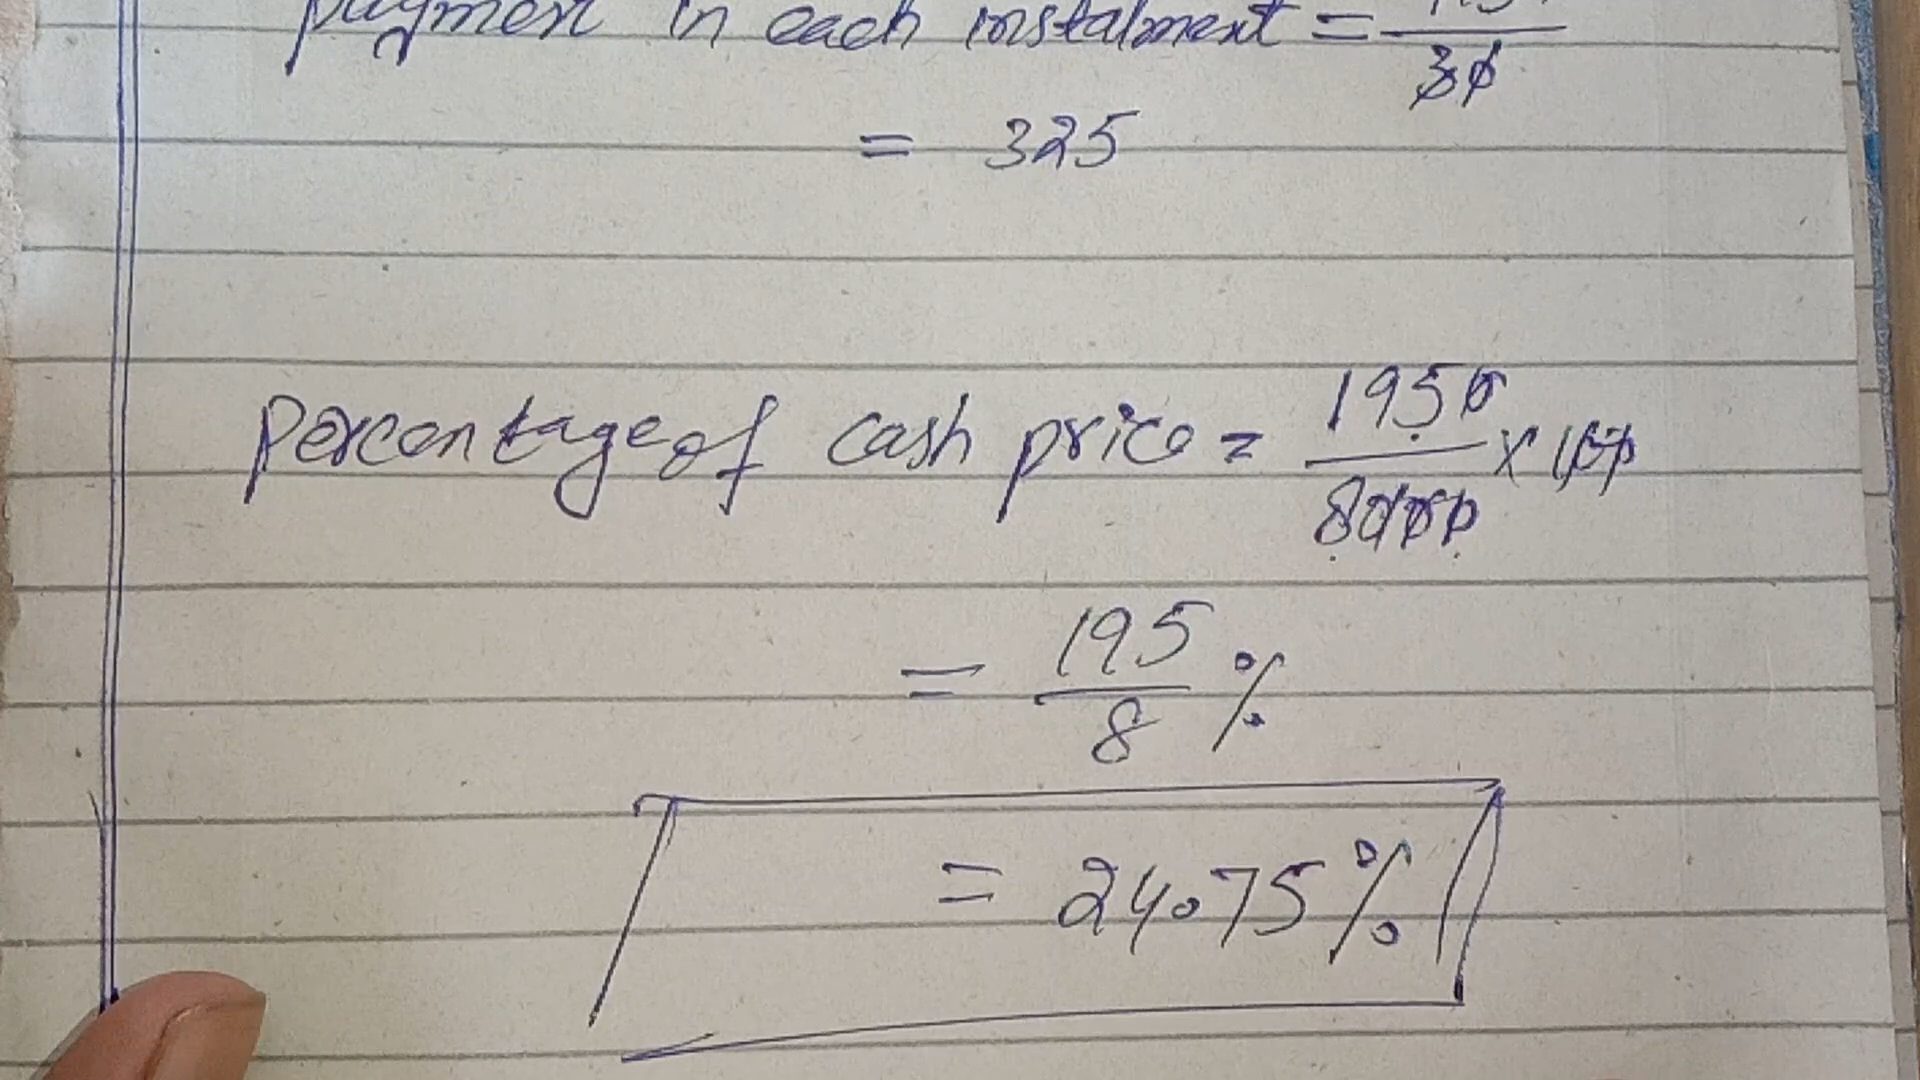 payment in each instalment = 30
= 325
Percentage of cash price = 1950/8000 × 100
= 195/8 %
= 24.75%